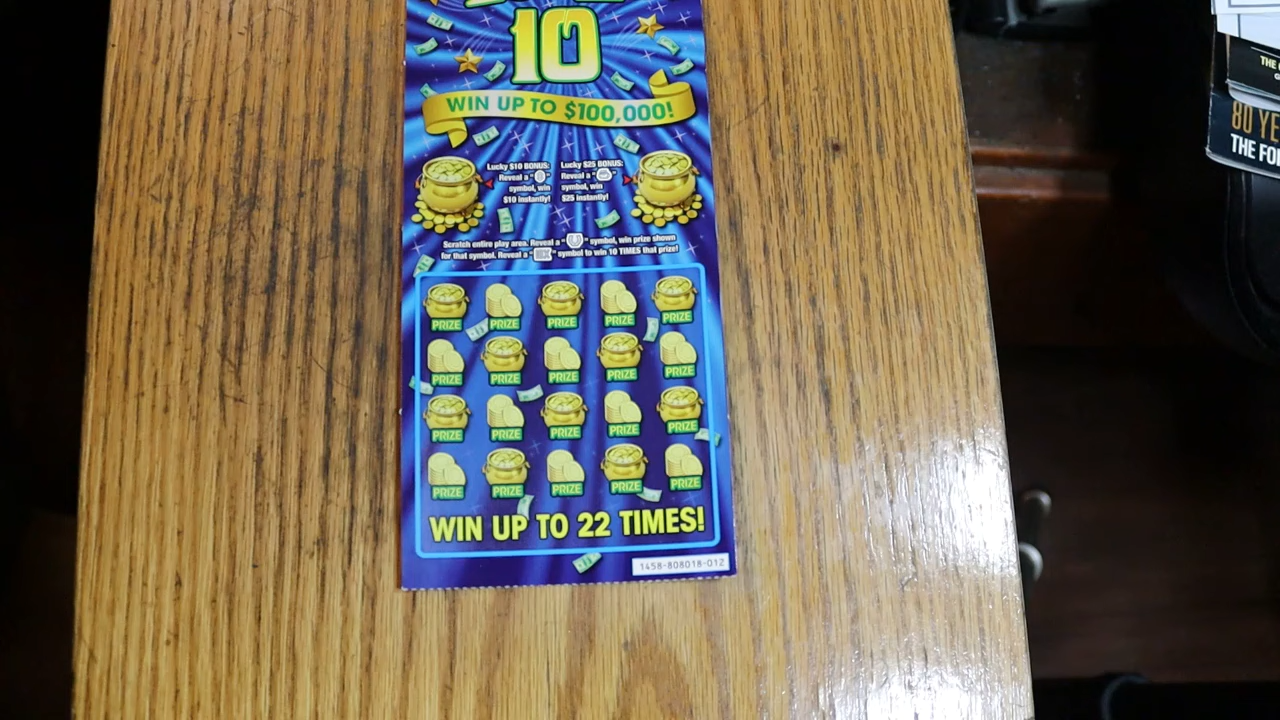 10
WIN UP TO $100,000!
Lucky $10 BONUS:
Reveal a " "
symbol, win
$10 instantly!
Lucky $25 BONUS:
Reveal a " "
symbol, win
$25 instantly!
Scratch entire play area. Reveal a " " symbol, win prize shown
for that symbol. Reveal a "10X" symbol to win 10 TIMES that prize!
PRIZE PRIZE PRIZE PRIZE PRIZE
PRIZE PRIZE PRIZE PRIZE PRIZE
PRIZE PRIZE PRIZE PRIZE PRIZE
PRIZE PRIZE PRIZE PRIZE PRIZE
WIN UP TO 22 TIMES!
1458-808018-012
THE
80 YE
THE FO